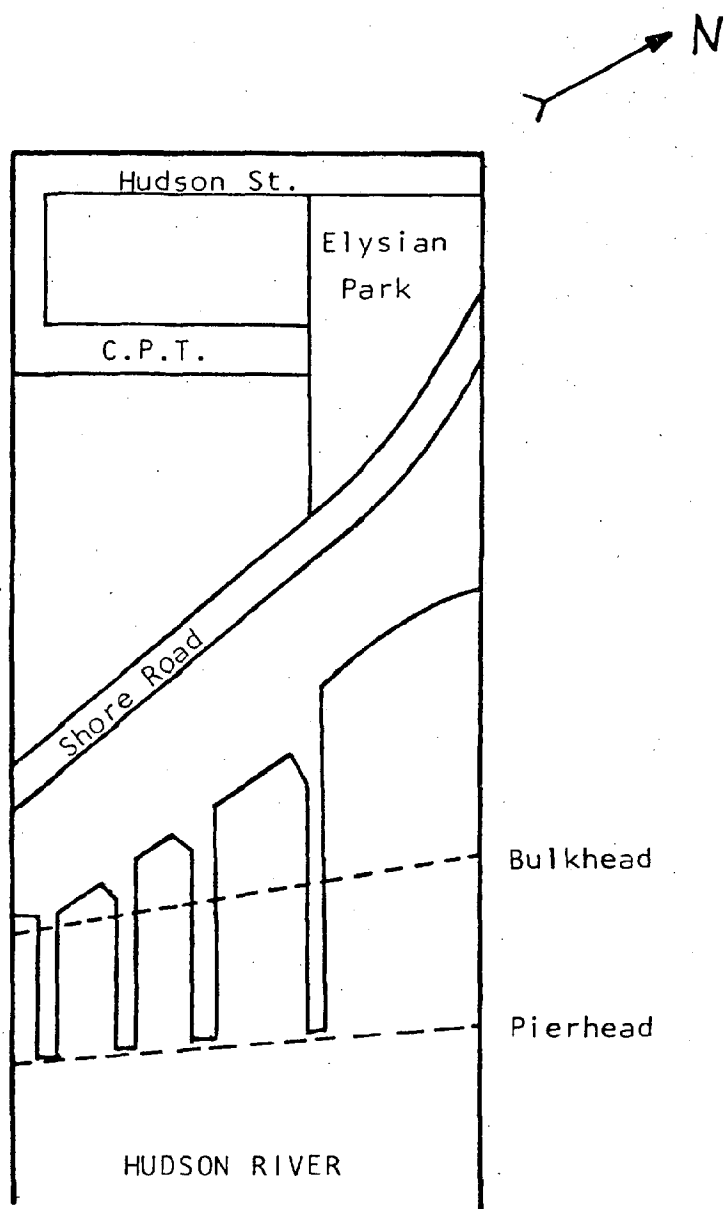 N
Hudson St.
Elysian
Park
C.P.T.
Shore Road
Bulkhead
Pierhead
HUDSON RIVER